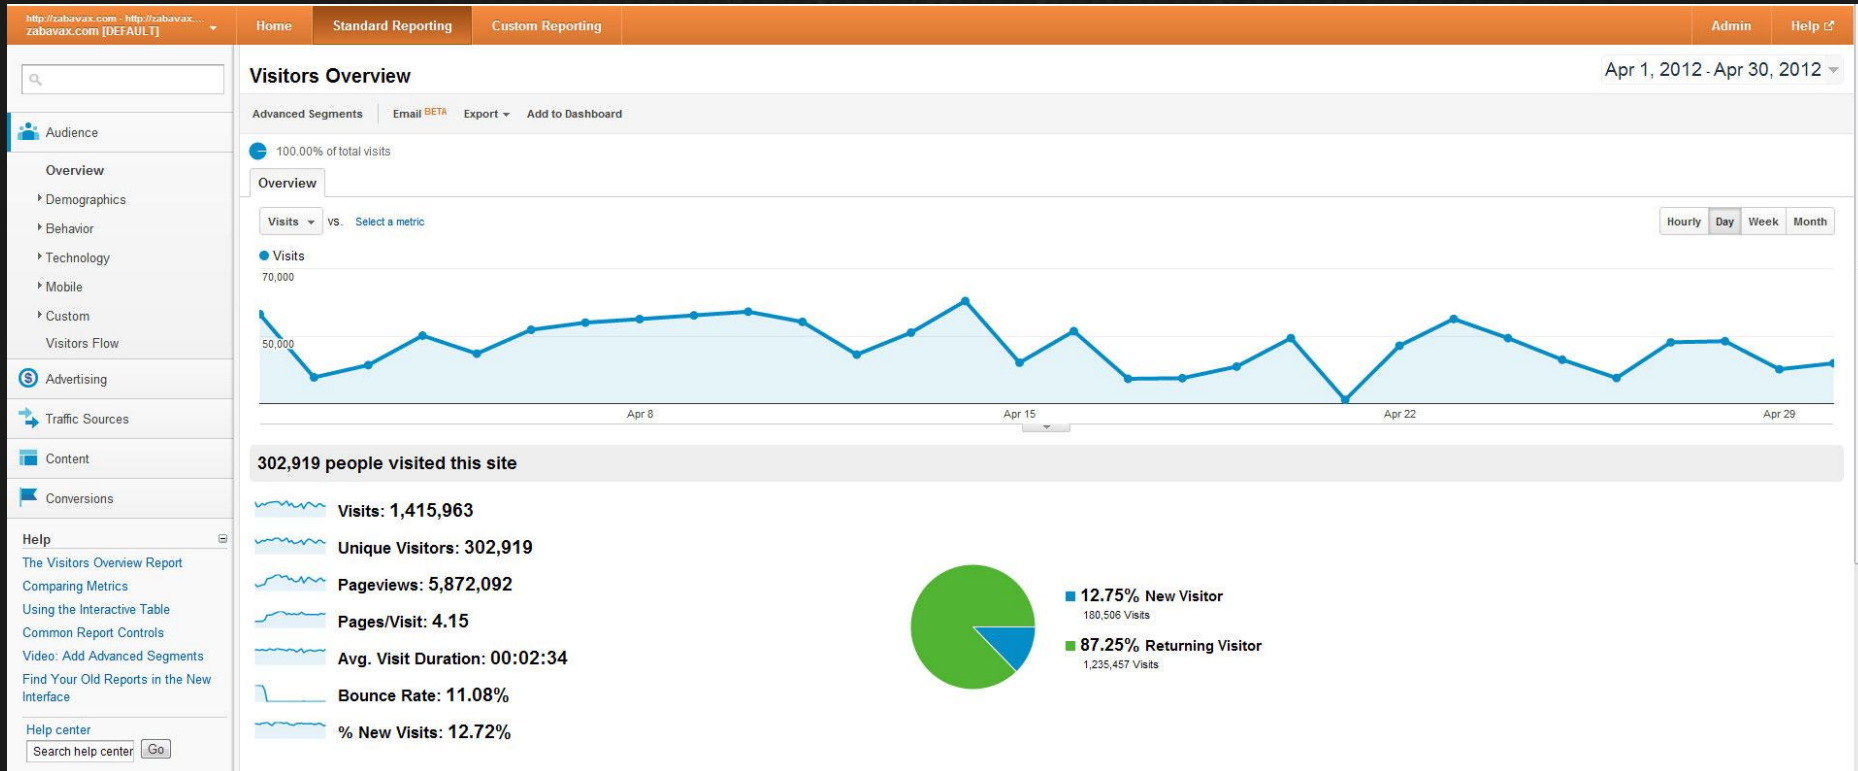 http://zabavax.com - http://zabavax....
zabavax.com [DEFAULT]
Home
Standard Reporting
Custom Reporting
Admin
Help
Visitors Overview
Apr 1, 2012 - Apr 30, 2012
Advanced Segments
Email BETA
Export
Add to Dashboard
100.00% of total visits
Overview
Visits
vs.
Select a metric
Hourly
Day
Week
Month
Visits
70,000
50,000
Apr 8
Apr 15
Apr 22
Apr 29
Audience
Overview
Demographics
Behavior
Technology
Mobile
Custom
Visitors Flow
Advertising
Traffic Sources
Content
Conversions
Help
The Visitors Overview Report
Comparing Metrics
Using the Interactive Table
Common Report Controls
Video: Add Advanced Segments
Find Your Old Reports in the New
Interface
Help center
Search help center
Go
302,919 people visited this site
Visits: 1,415,963
Unique Visitors: 302,919
Pageviews: 5,872,092
Pages/Visit: 4.15
Avg. Visit Duration: 00:02:34
Bounce Rate: 11.08%
% New Visits: 12.72%
12.75% New Visitor
180,506 Visits
87.25% Returning Visitor
1,235,457 Visits